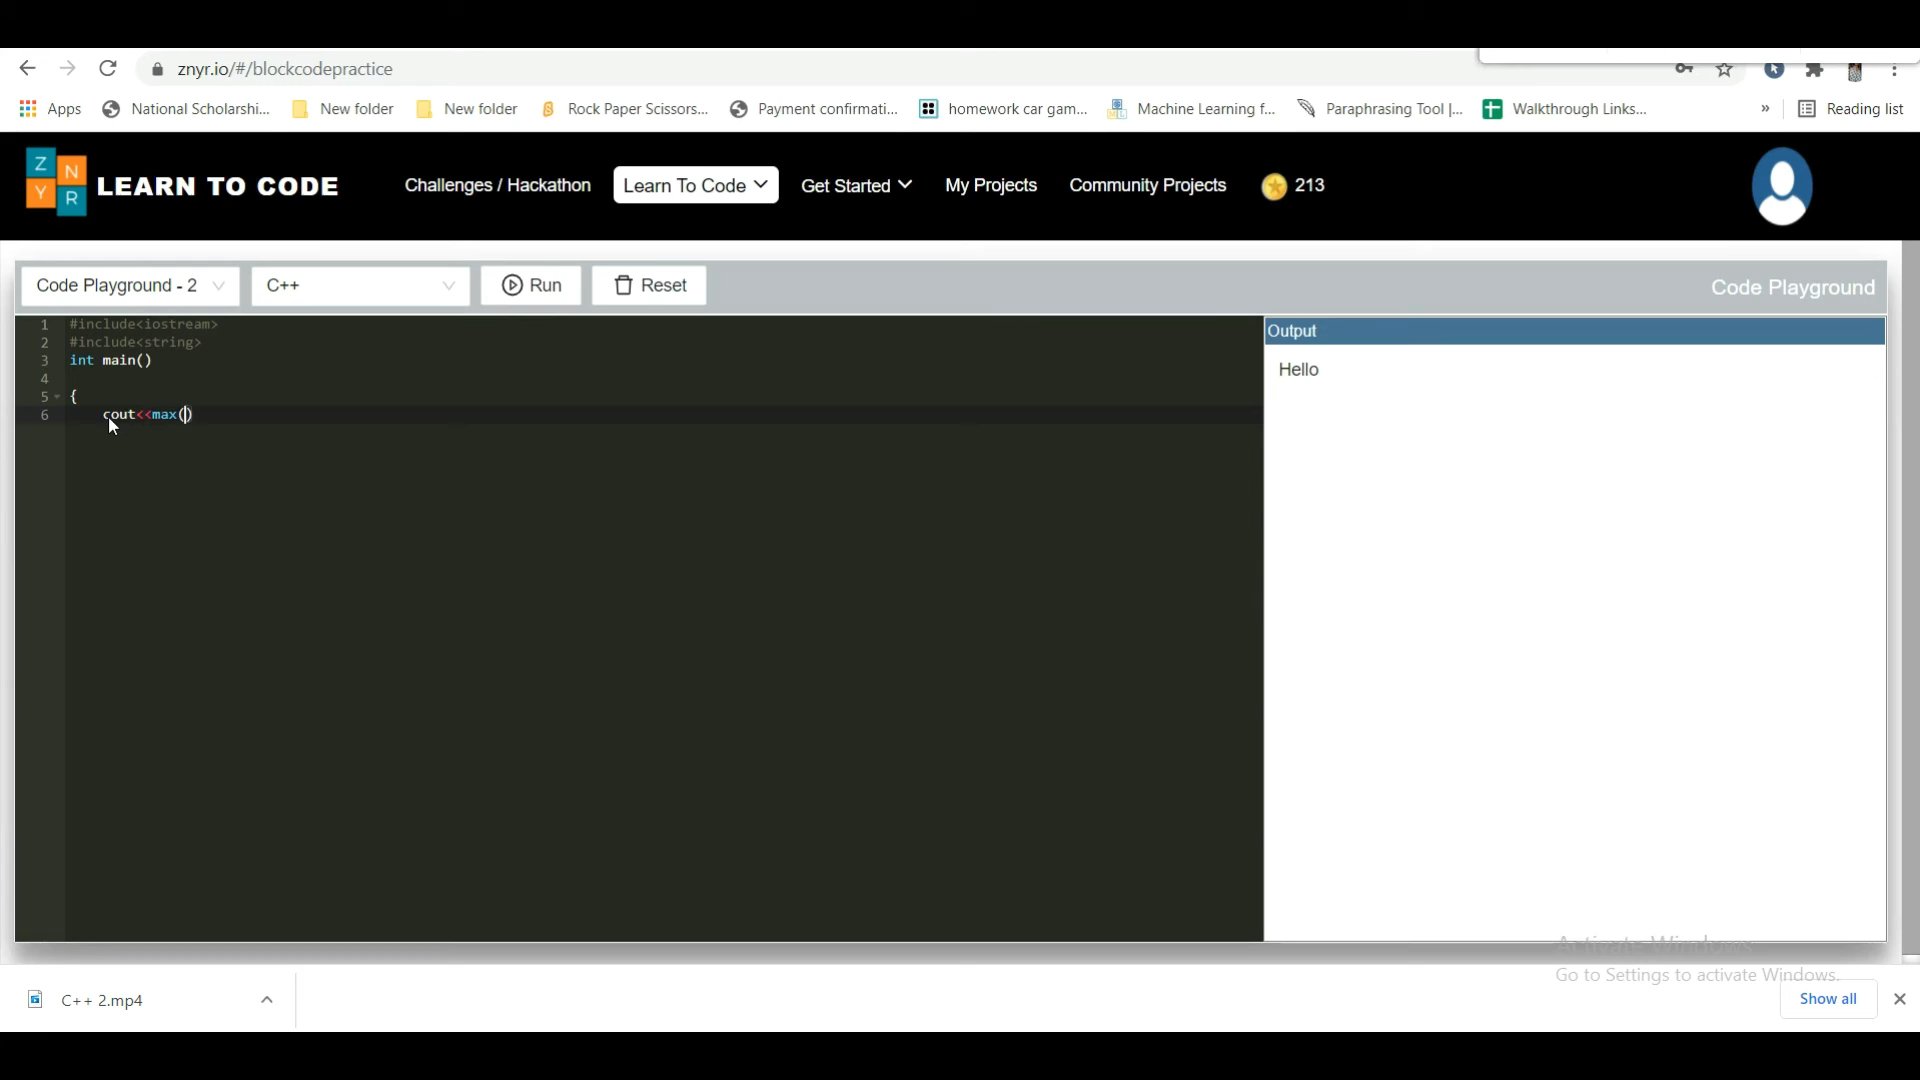 znyr.io/#/blockcodepractice
Apps National Scholarshi... New folder New folder Rock Paper Scissors... Payment confirmati... homework car gam... Machine Learning f... Paraphrasing Tool |... Walkthrough Links... » Reading list
Z N Y R LEARN TO CODE Challenges / Hackathon Learn To Code Get Started My Projects Community Projects 213
Code Playground - 2 C++ Run Reset Code Playground
1 #include<iostream>
2 #include<string>
3 int main()
4
5 {
6 cout<<max()
Output
Hello
Activate Windows
Go to Settings to activate Windows.
C++ 2.mp4 Show all